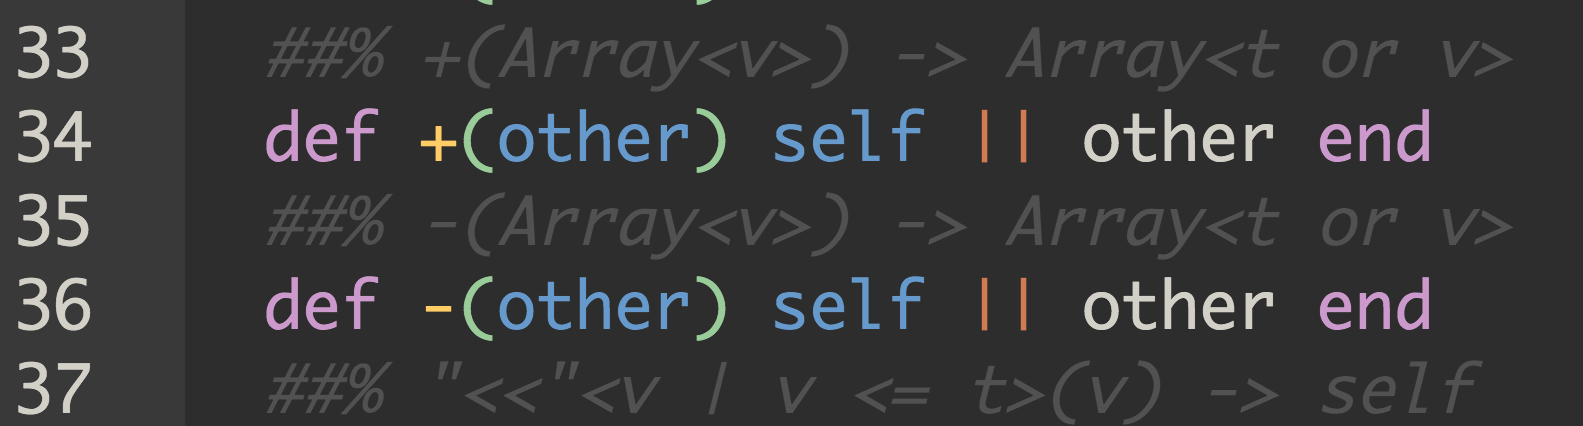 33 ##% +(Array<v>) -> Array<t or v>
34 def +(other) self || other end
35 ##% -(Array<v>) -> Array<t or v>
36 def -(other) self || other end
37 ##% "<<"<v | v <= t>(v) -> self